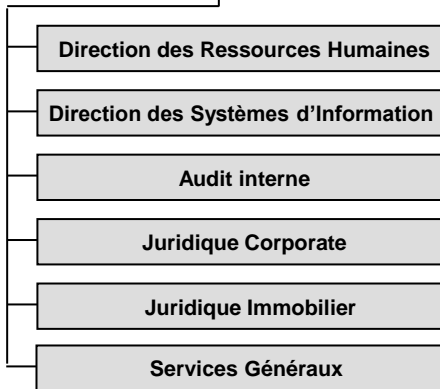 Direction des Ressources Humaines
Direction des Systèmes d’Information
Audit interne
Juridique Corporate
Juridique Immobilier
Services Généraux